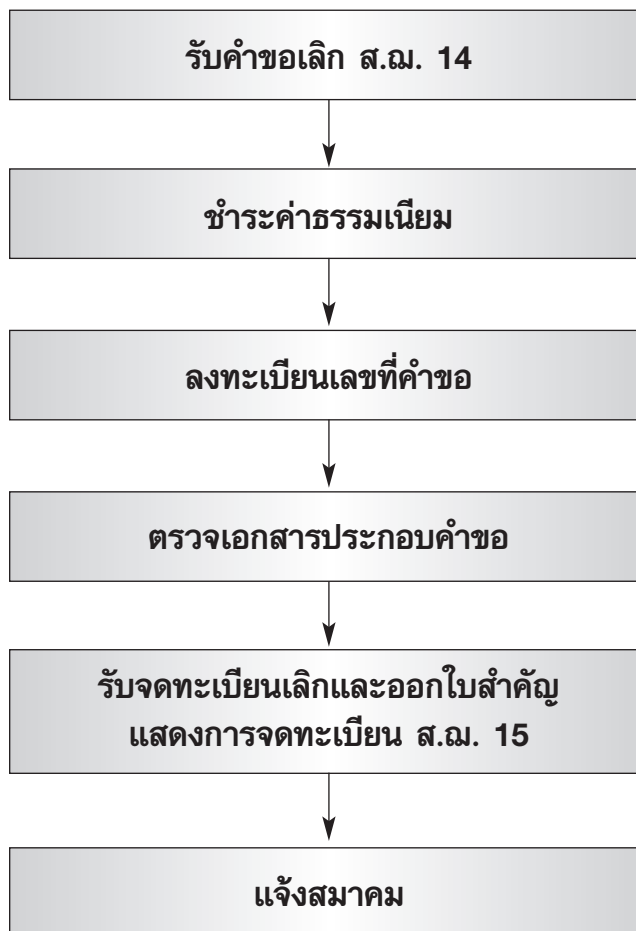 รับคำขอเลิก ส.ฌ. 14
ชำระค่าธรรมเนียม
ลงทะเบียนเลขที่คำขอ
ตรวจเอกสารประกอบคำขอ
รับจดทะเบียนเลิกและออกใบสำคัญ
แสดงการจดทะเบียน ส.ฌ. 15
แจ้งสมาคม